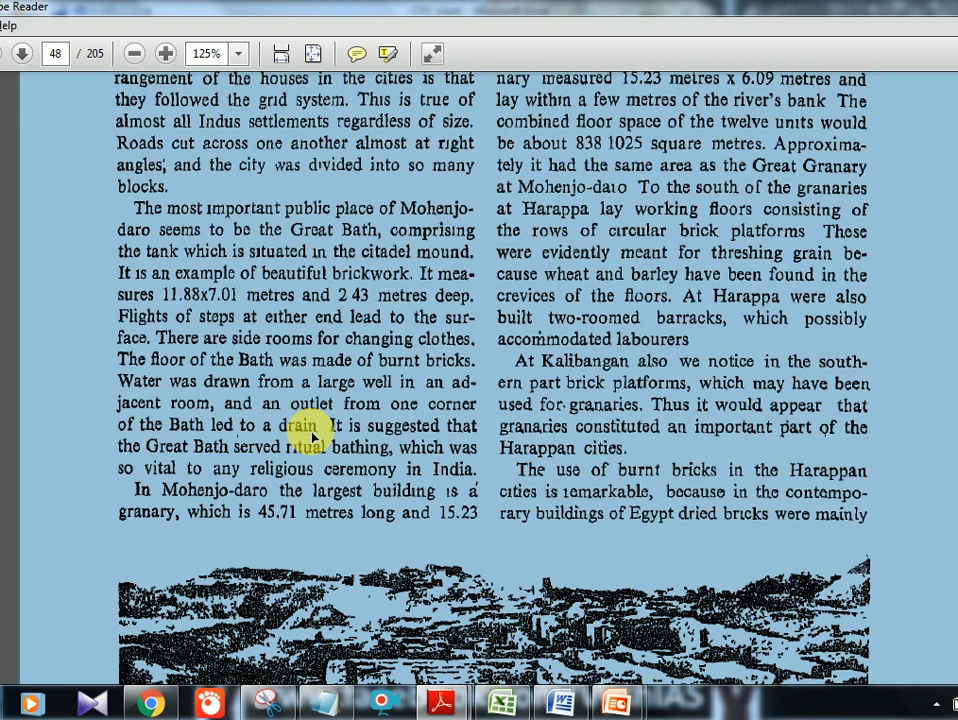 be Reader
Help
48 / 205
125%
rangement of the houses in the cities is that
they followed the grid system. This is true of
almost all Indus settlements regardless of size.
Roads cut across one another almost at right
angles, and the city was divided into so many
blocks.
The most important public place of Mohenjo-
daro seems to be the Great Bath, comprising
the tank which is situated in the citadel mound.
It is an example of beautiful brickwork. It mea-
sures 11.88x7.01 metres and 2 43 metres deep.
Flights of steps at either end lead to the sur-
face. There are side rooms for changing clothes.
The floor of the Bath was made of burnt bricks.
Water was drawn from a large well in an ad-
jacent room, and an outlet from one corner
of the Bath led to a drain It is suggested that
the Great Bath served ritual bathing, which was
so vital to any religious ceremony in India.
In Mohenjo-daro the largest building is a
granary, which is 45.71 metres long and 15.23
nary measured 15.23 metres x 6.09 metres and
lay within a few metres of the river's bank The
combined floor space of the twelve units would
be about 838 1025 square metres. Approxima-
tely it had the same area as the Great Granary
at Mohenjo-daro To the south of the granaries
at Harappa lay working floors consisting of
the rows of circular brick platforms These
were evidently meant for threshing grain be-
cause wheat and barley have been found in the
crevices of the floors. At Harappa were also
built two-roomed barracks, which possibly
accommodated labourers
At Kalibangan also we notice in the south-
ern part brick platforms, which may have been
used for granaries. Thus it would appear that
granaries constituted an important part of the
Harappan cities.
The use of burnt bricks in the Harappan
cities is remarkable, because in the contempo-
rary buildings of Egypt dried bricks were mainly